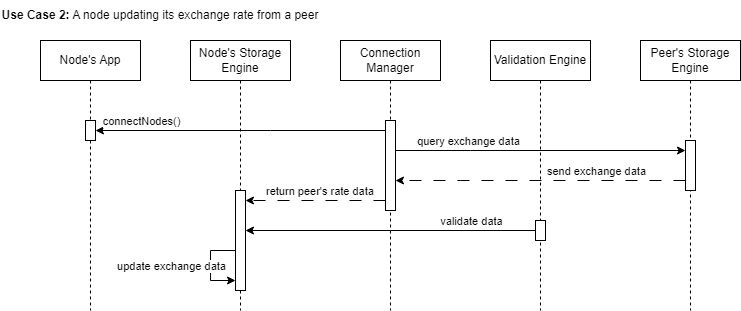 Use Case 2: A node updating its exchange rate from a peer
Node's App
Node's Storage
Engine
Connection
Manager
Validation Engine
Peer's Storage
Engine
connectNodes()
query exchange data
send exchange data
return peer's rate data
validate data
update exchange data